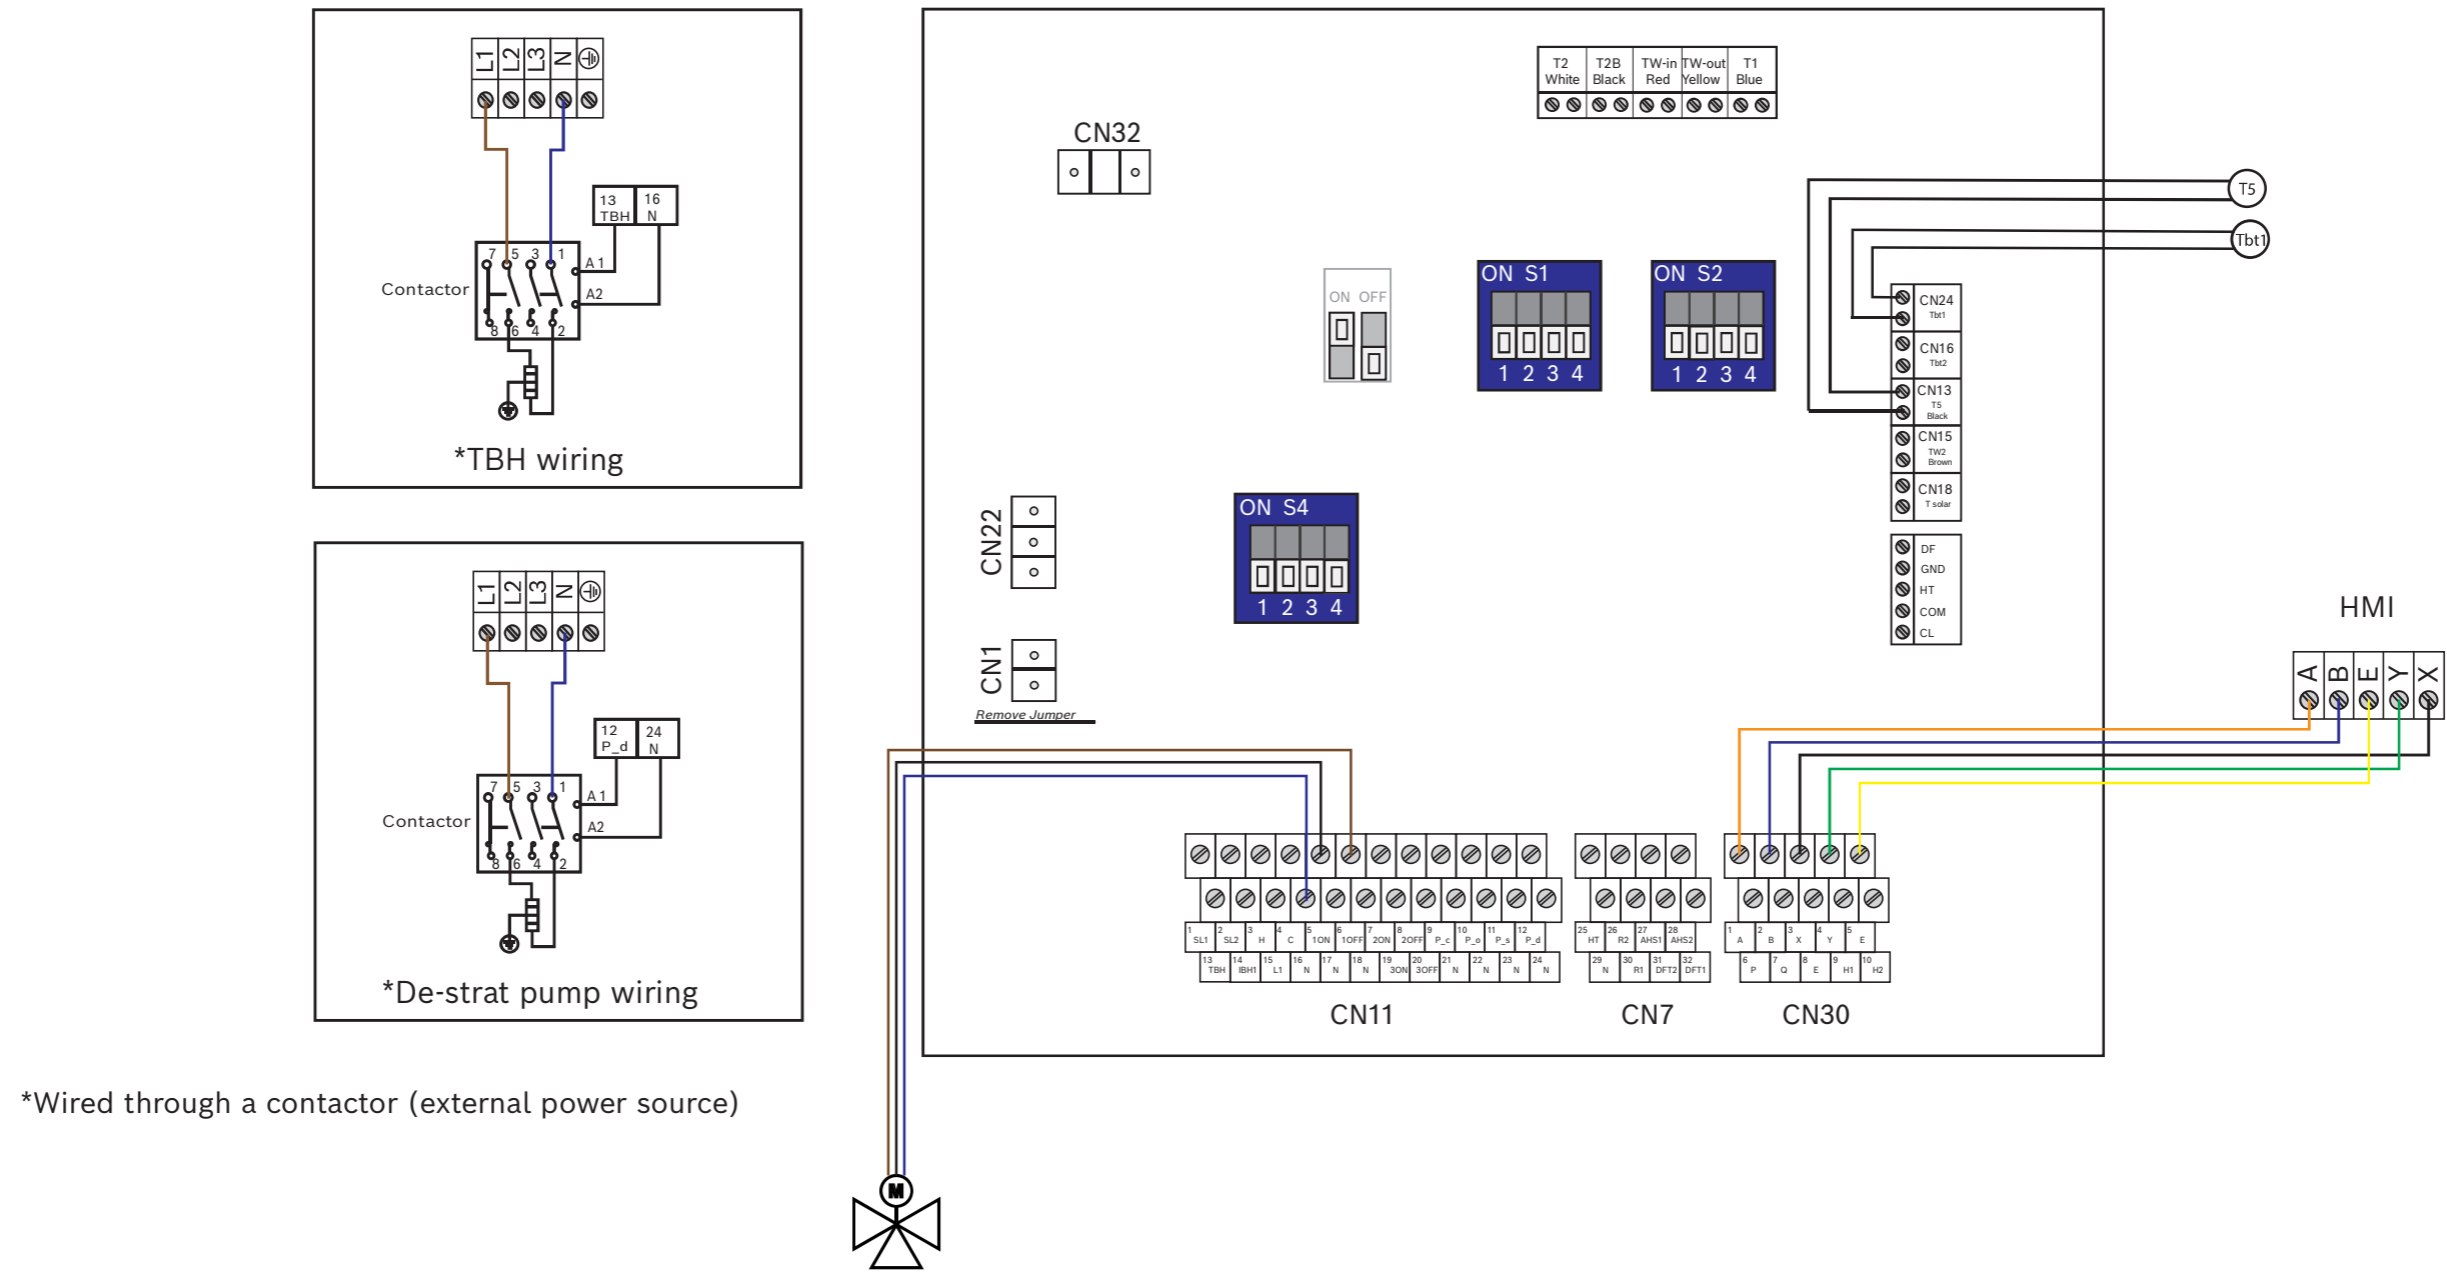 L1 L2 L3 N
13 16
TBH N
7 5 3 1
A1
A2
Contactor
8 6 4 2
*TBH wiring
L1 L2 L3 N
12 24
P_d N
7 5 3 1
A1
A2
Contactor
8 6 4 2
*De-strat pump wiring
*Wired through a contactor (external power source)
T2 T2B TW-in TW-out T1
White Black Red Yellow Blue
CN32
T5
Tbt1
ON OFF
ON S1
1 2 3 4
ON S2
1 2 3 4
CN24
Tbt1
CN16
Tbt2
CN13
T5
Black
CN15
TW2
Brown
CN18
T solar
CN22
ON S4
1 2 3 4
DF
GND
HT
COM
CL
CN1
Remove Jumper
HMI
A B E Y X
1 2 3 4 5 6 7 8 9 10 11 12
SL1 SL2 H C 1ON 1OFF 2ON 2OFF P_c P_o P_s P_d
13 14 15 16 17 18 19 20 21 22 23 24
TBH IBH1 L1 N N N 3ON 3OFF N N N N
CN11
25 26 27 28
HT R2 AHS1 AHS2
29 30 31 32
N R1 DFT2 DFT1
CN7
1 2 3 4 5
A B X Y E
6 7 8 9 10
P Q E H1 H2
CN30
M